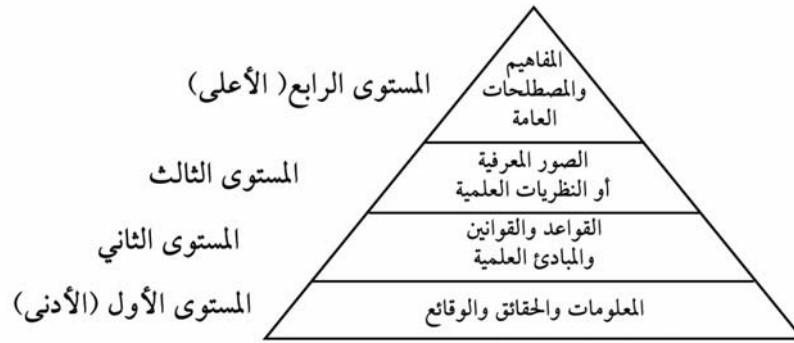 المفاهيم
والمصطلحات
العامة
المستوى الرابع( الأعلى)
الصور المعرفية
أو النظريات العلمية
المستوى الثالث
القواعد والقوانين
والمبادئ العلمية
المستوى الثاني
المعلومات والحقائق والوقائع
المستوى الأول (الأدنى)